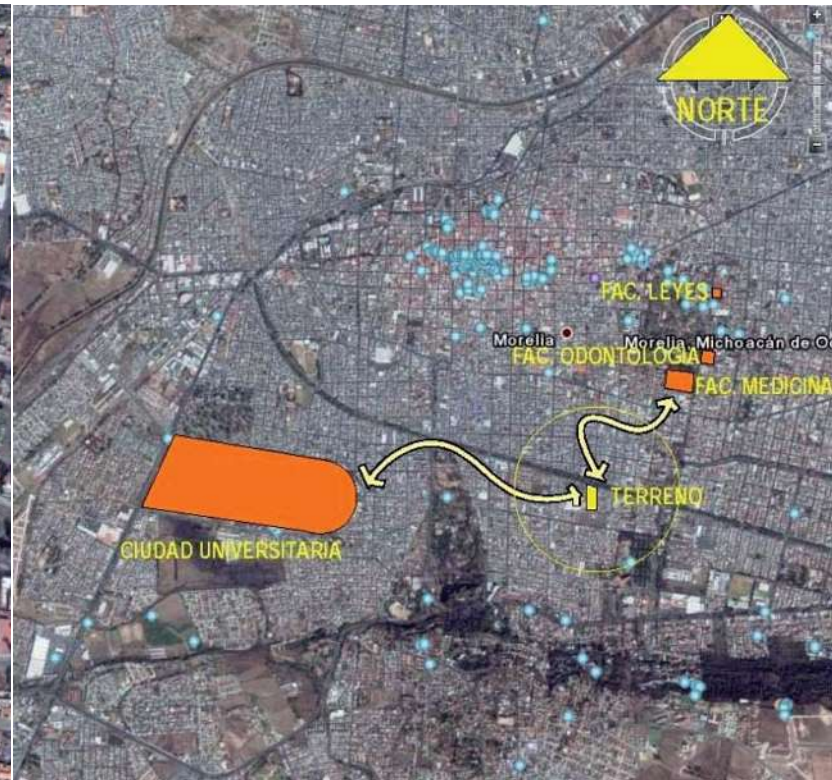 NORTE
FAC. LEYES
Morelia
Morelia, Michoacán de Oc
FAC. ODONTOLOGIA
FAC. MEDICINA
TERRENO
CIUDAD UNIVERSITARIA